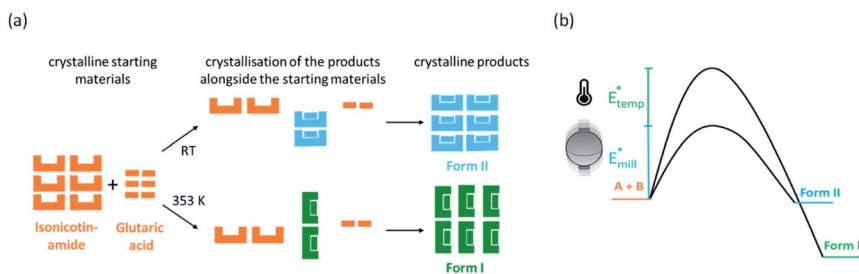 (a)
crystalline starting
materials
crystallisation of the products
alongside the starting materials
crystalline products
RT
Form II
353 K
Isonicotin-
amide
Glutaric
acid
+
Form I
(b)
E*temp
E*mill
A + B
Form II
Form I